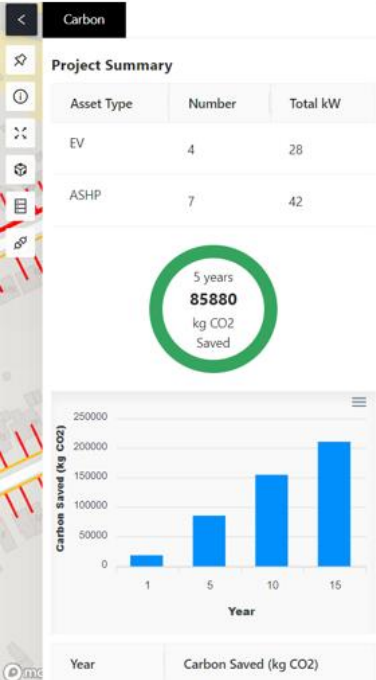 Carbon
Project Summary
Asset Type Number Total kW
EV 4 28
ASHP 7 42
5 years
85880
kg CO2
Saved
Carbon Saved (kg CO2)
250000
200000
150000
100000
50000
0
1 5 10 15
Year
Year Carbon Saved (kg CO2)